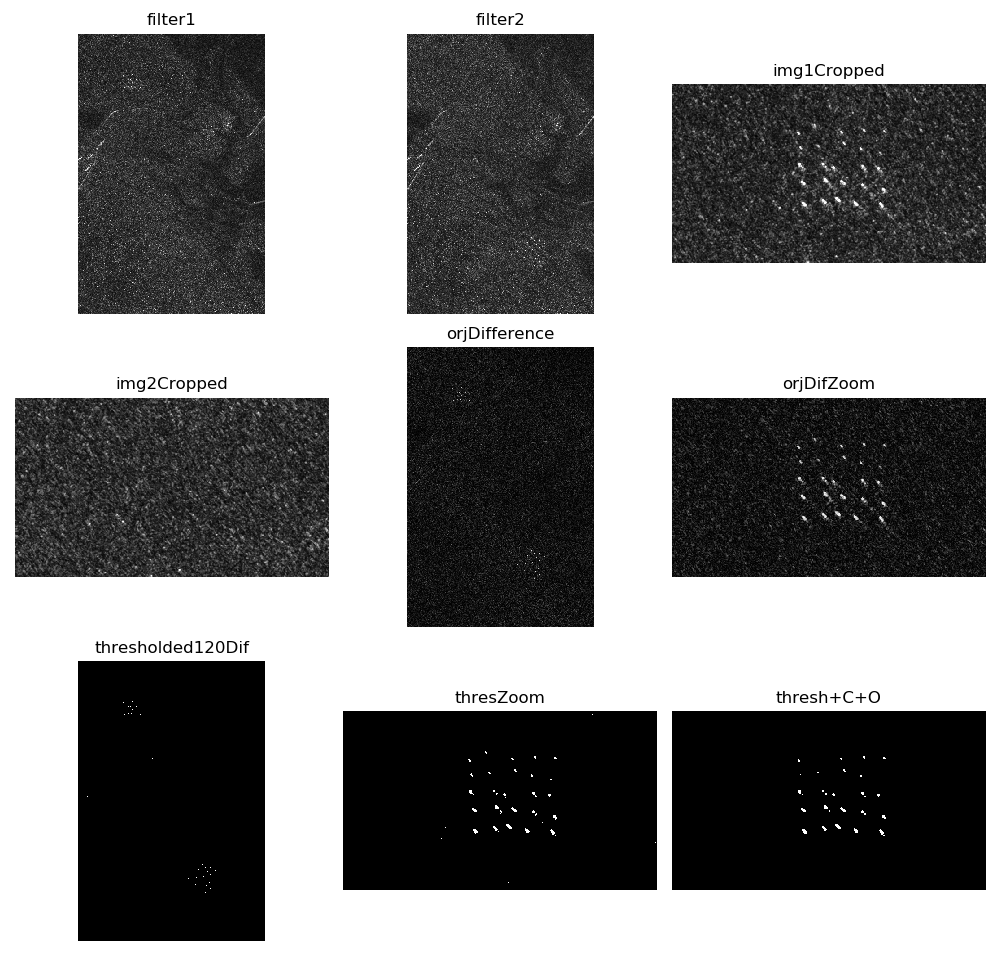 filter1
filter2
img1Cropped
img2Cropped
orjDifference
orjDifZoom
thresholded120Dif
thresZoom
thresh+C+O